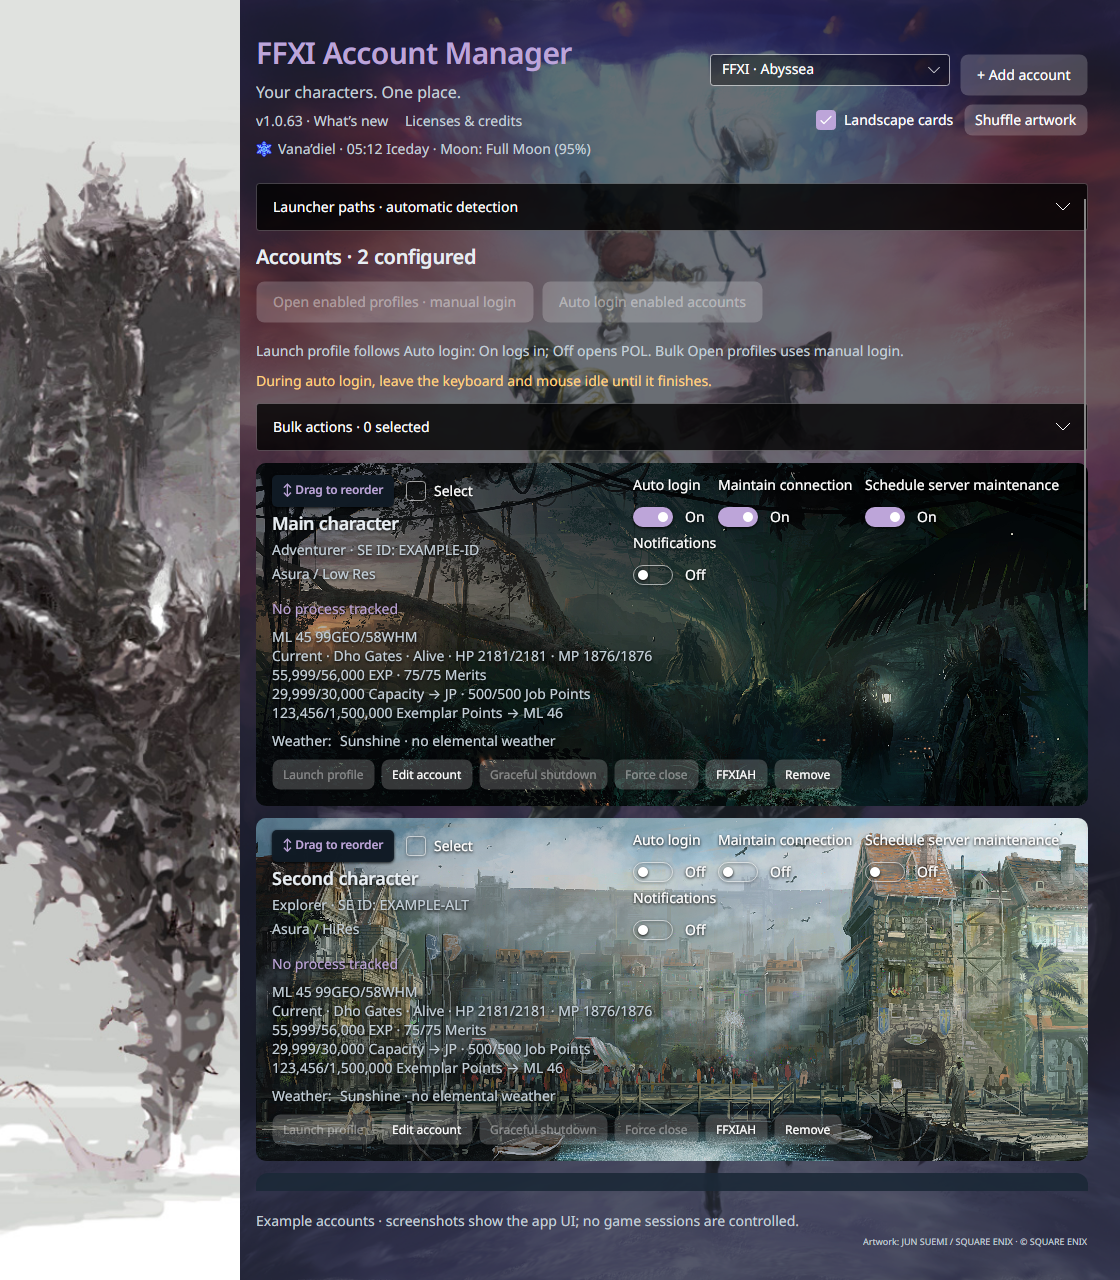 FFXI Account Manager
Your characters. One place.
v1.0.63 · What's new Licenses & credits
Vana'diel · 05:12 Iceday · Moon: Full Moon (95%)
FFXI · Abyssea
+ Add account
Landscape cards
Shuffle artwork
Launcher paths · automatic detection
Accounts · 2 configured
Open enabled profiles · manual login
Auto login enabled accounts
Launch profile follows Auto login: On logs in; Off opens POL. Bulk Open profiles uses manual login.
During auto login, leave the keyboard and mouse idle until it finishes.
Bulk actions · 0 selected
Drag to reorder
Select
Auto login
Maintain connection
Schedule server maintenance
On
On
On
Notifications
Off
Main character
Adventurer · SE ID: EXAMPLE-ID
Asura / Low Res
No process tracked
ML 45 99GEO/58WHM
Current · Dho Gates · Alive · HP 2181/2181 · MP 1876/1876
55,999/56,000 EXP · 75/75 Merits
29,999/30,000 Capacity → JP · 500/500 Job Points
123,456/1,500,000 Exemplar Points → ML 46
Weather: Sunshine · no elemental weather
Launch profile
Edit account
Graceful shutdown
Force close
FFXIAH
Remove
Drag to reorder
Select
Auto login
Maintain connection
Schedule server maintenance
Off
Off
Off
Notifications
Off
Second character
Explorer · SE ID: EXAMPLE-ALT
Asura / HiRes
No process tracked
ML 45 99GEO/58WHM
Current · Dho Gates · Alive · HP 2181/2181 · MP 1876/1876
55,999/56,000 EXP · 75/75 Merits
29,999/30,000 Capacity → JP · 500/500 Job Points
123,456/1,500,000 Exemplar Points → ML 46
Weather: Sunshine · no elemental weather
Launch profile
Edit account
Graceful shutdown
Force close
FFXIAH
Remove
Example accounts · screenshots show the app UI; no game sessions are controlled.
Artwork: JUN SUEMI / SQUARE ENIX · © SQUARE ENIX